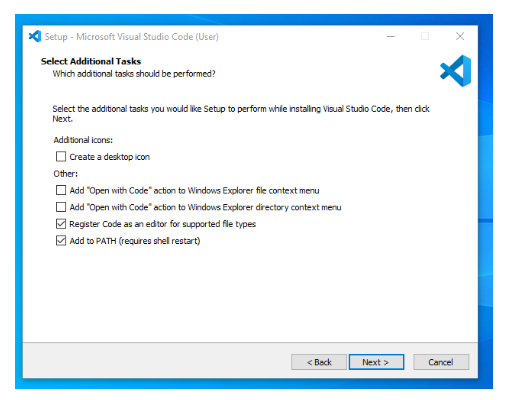 Setup - Microsoft Visual Studio Code (User)
Select Additional Tasks
Which additional tasks should be performed?
Select the additional tasks you would like Setup to perform while installing Visual Studio Code, then click
Next.
Additional icons:
Create a desktop icon
Other:
Add "Open with Code" action to Windows Explorer file context menu
Add "Open with Code" action to Windows Explorer directory context menu
Register Code as an editor for supported file types
Add to PATH (requires shell restart)
< Back
Next >
Cancel